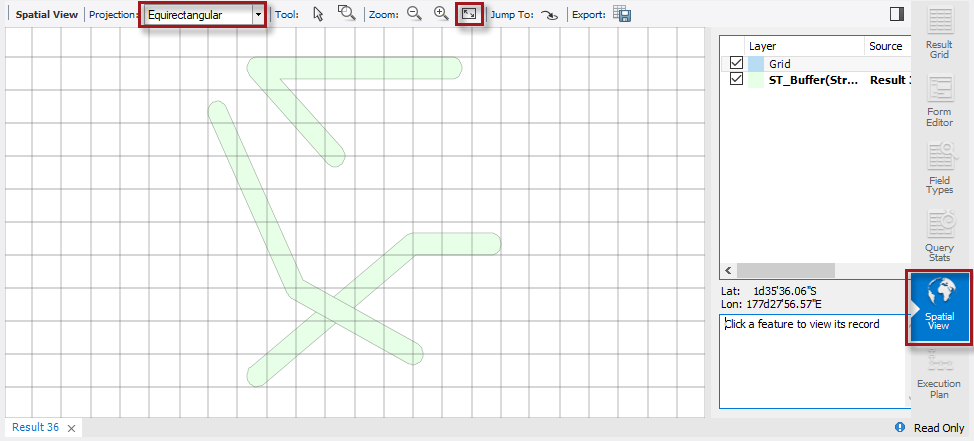 Spatial View Projection: Equirectangular Tool: Zoom: Jump To: Export:
Layer Source
Grid
ST_Buffer(Str... Result 3
Lat: 1d35'36.06"S
Lon: 177d27'56.57"E
Click a feature to view its record
Result
Grid
Form
Editor
Field
Types
Query
Stats
Spatial
View
Execution
Plan
Result 36
Read Only